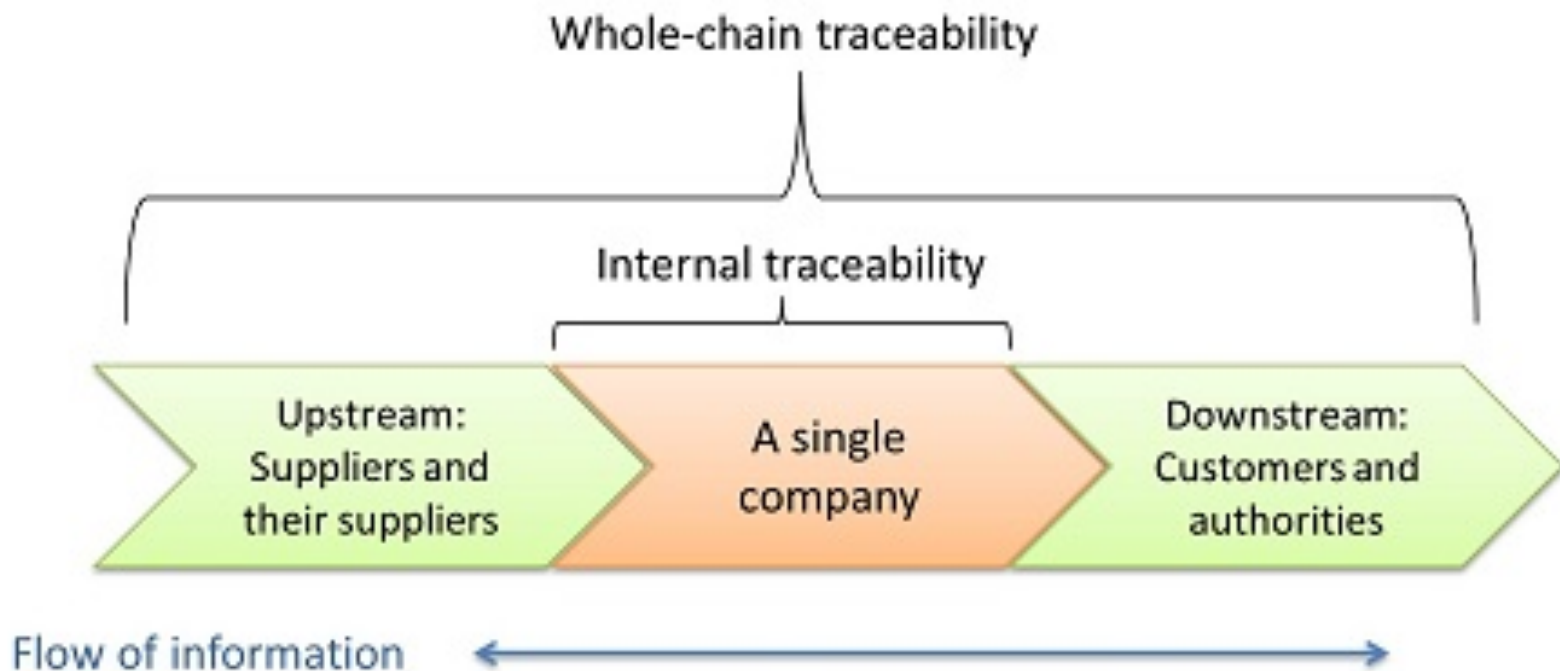 Whole-chain traceability
Internal traceability
Upstream:
Suppliers and
their suppliers
A single
company
Downstream:
Customers and
authorities
Flow of information